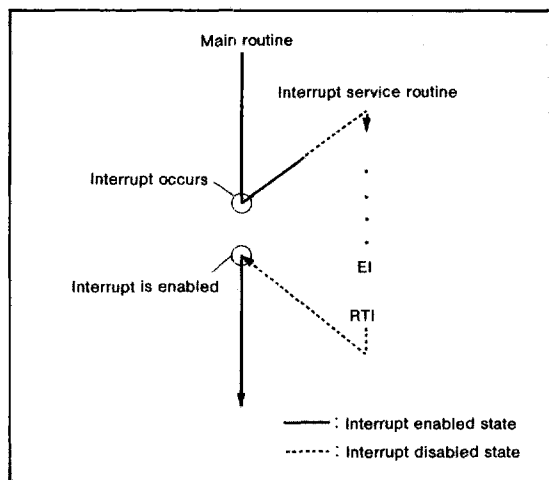 Main routine
Interrupt service routine
Interrupt occurs
EI
Interrupt is enabled
RTI
: Interrupt enabled state
: Interrupt disabled state